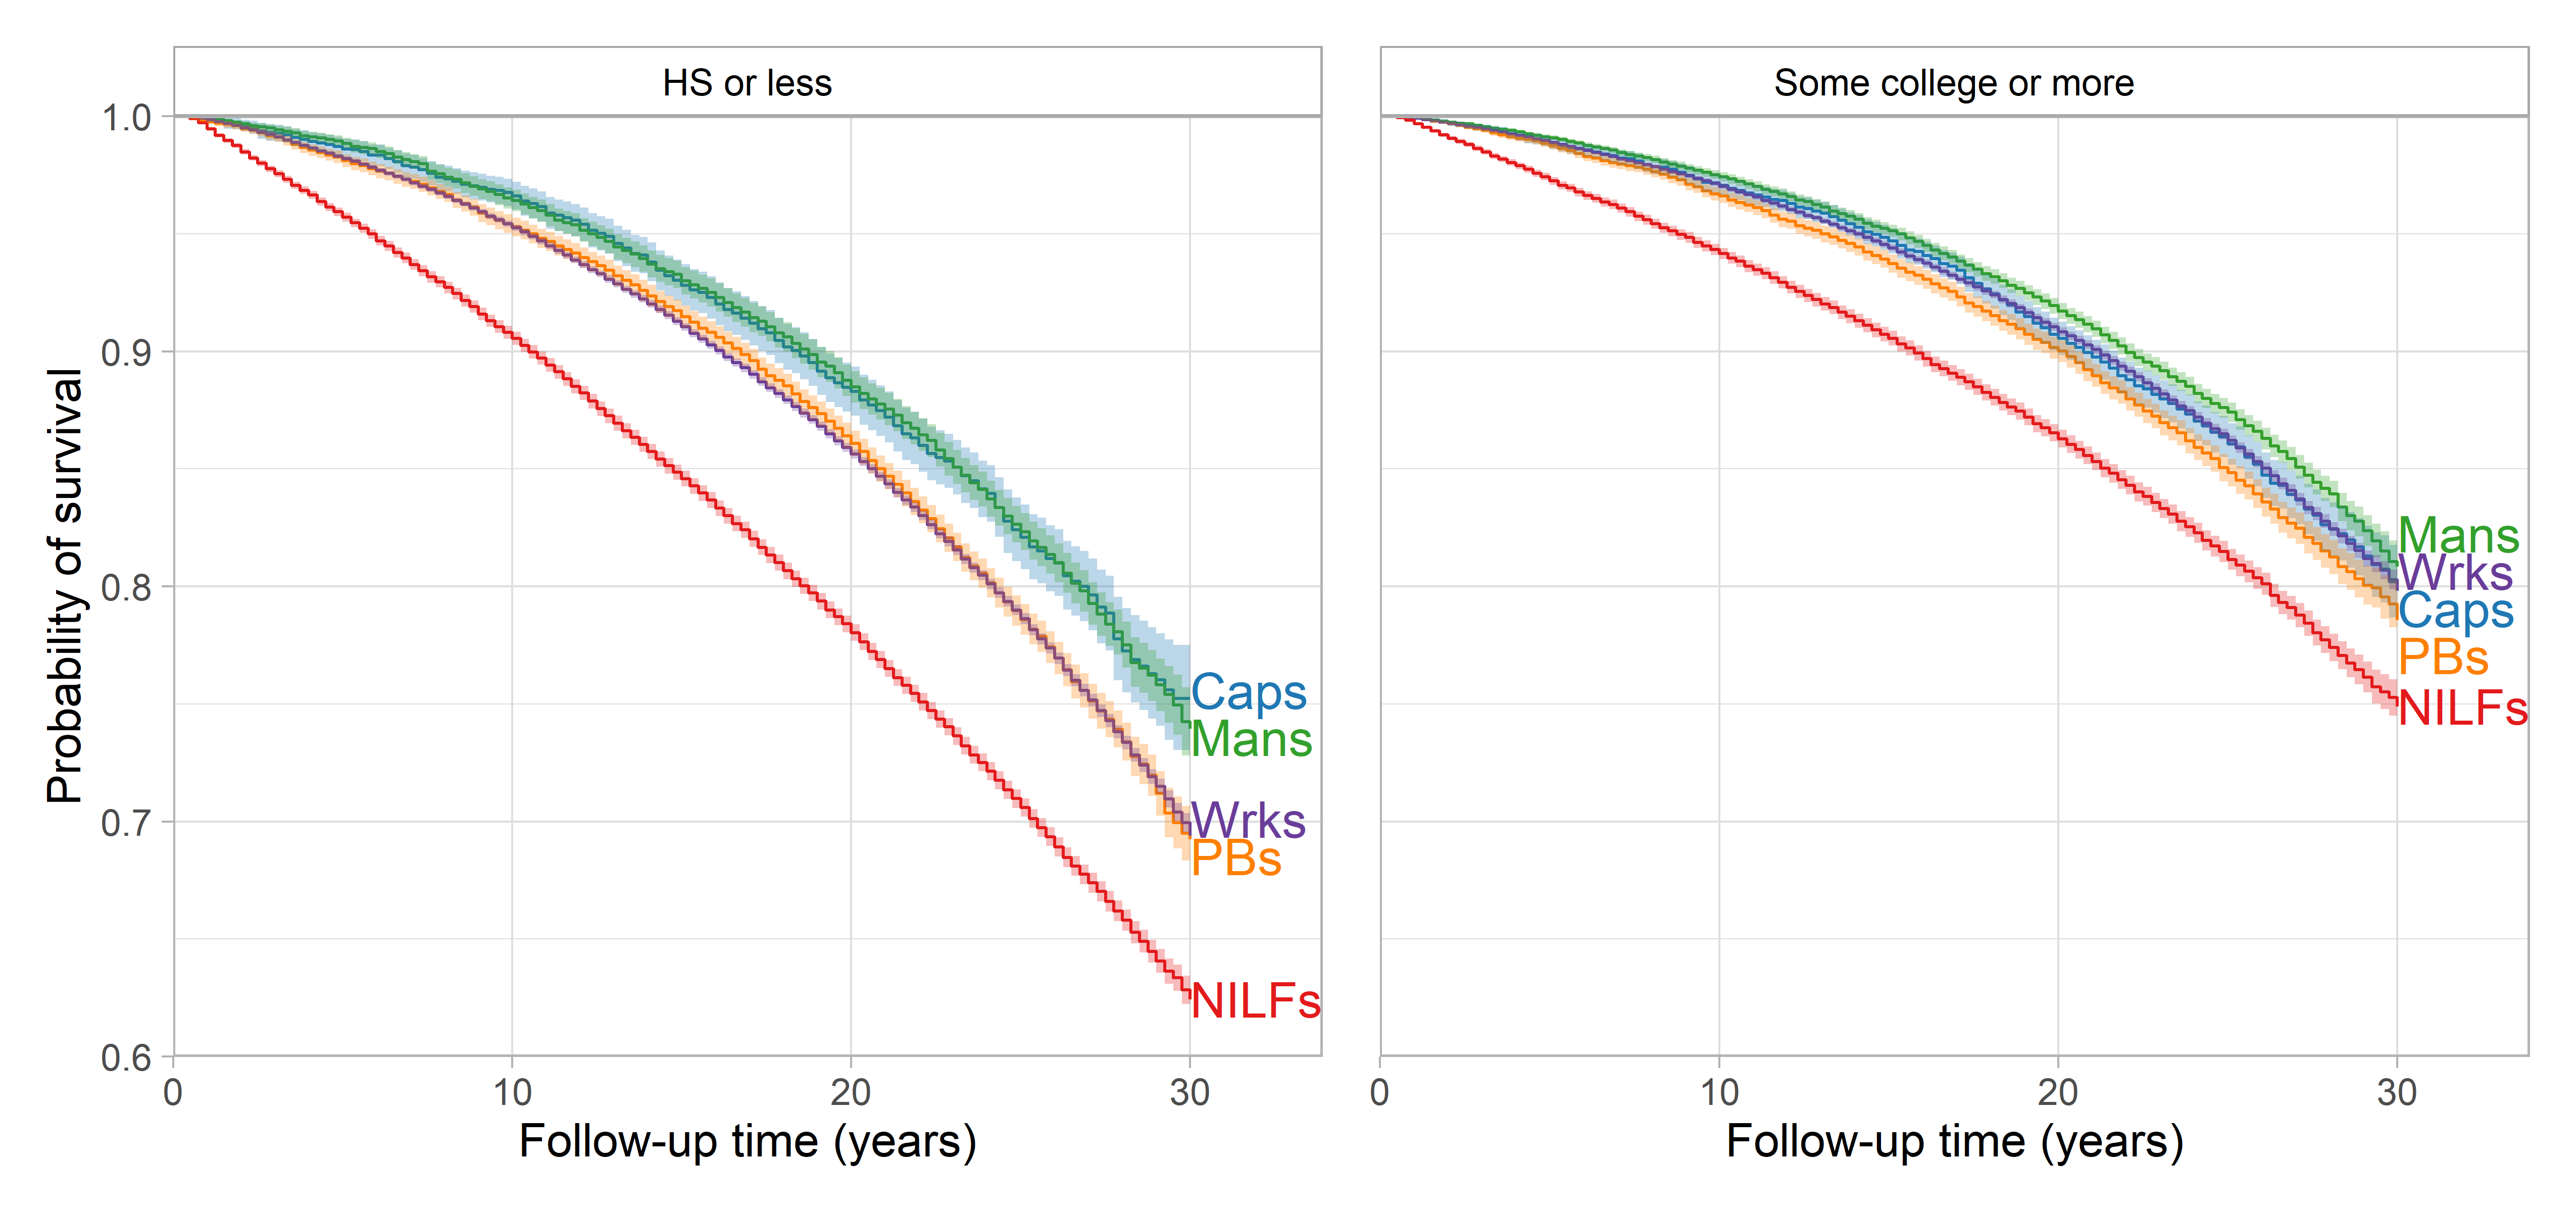 HS or less
Some college or more
Probability of survival
1.0
0.9
0.8
0.7
0.6
Caps
Mans
Wrks
PBs
NILFs
Mans
Wrks
Caps
PBs
NILFs
0 10 20 30
0 10 20 30
Follow-up time (years)
Follow-up time (years)